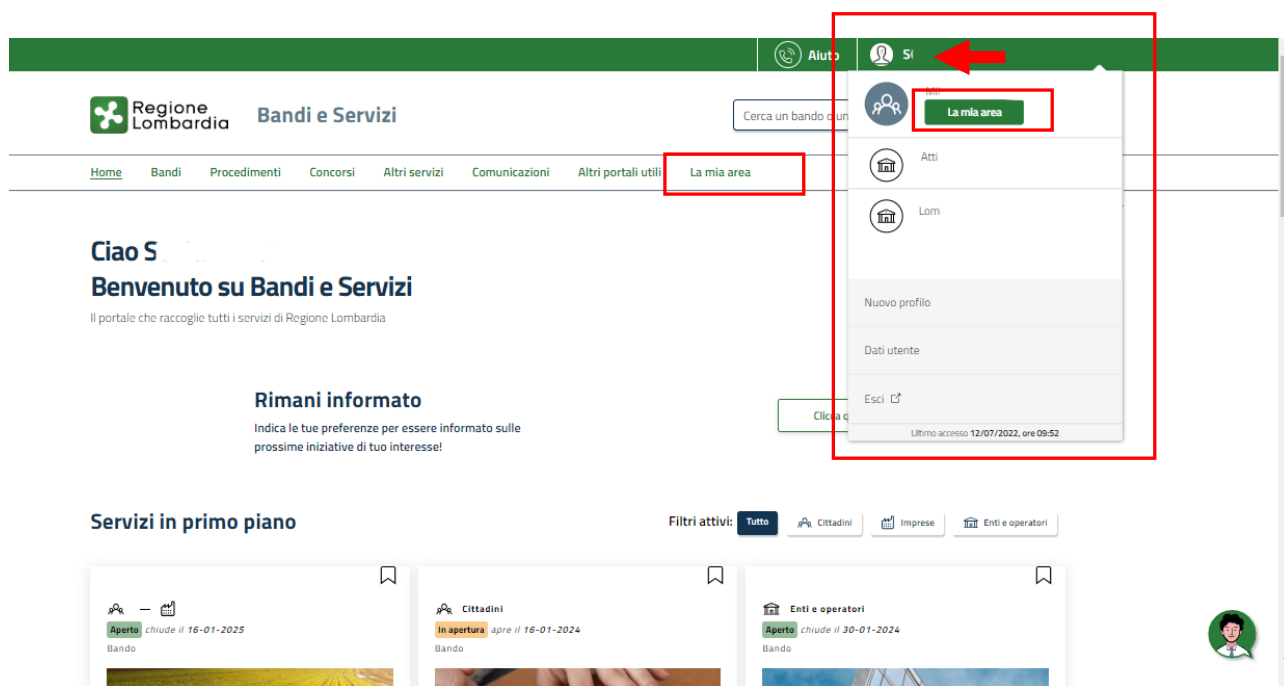 Aiuto
Regione
Lombardia
Bandi e Servizi
Cerca un bando o un
La mia area
Atti
Lom
Home Bandi Procedimenti Concorsi Altri servizi Comunicazioni Altri portali utili La mia area
Ciao S
Benvenuto su Bandi e Servizi
Il portale che raccoglie tutti i servizi di Regione Lombardia
Nuovo profilo
Dati utente
Esci
Ultimo accesso 12/07/2022, ore 09:52
Rimani informato
Indica le tue preferenze per essere informato sulle
prossime iniziative di tuo interesse!
Clicca q
Servizi in primo piano
Filtri attivi: Tutto Cittadini Imprese Enti e operatori
Aperto chiude il 16-01-2025
Bando
Cittadini
In apertura apre il 16-01-2024
Bando
Enti e operatori
Aperto chiude il 30-01-2024
Bando